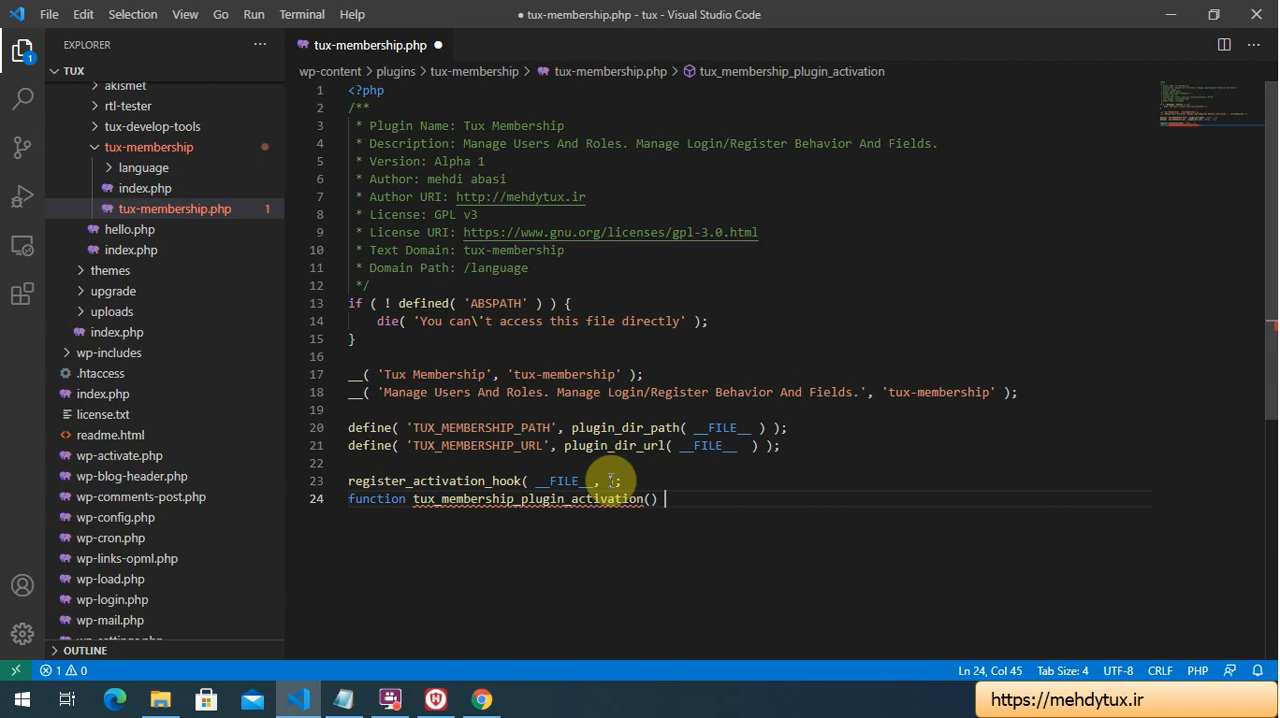 File Edit Selection View Go Run Terminal Help
● tux-membership.php - tux - Visual Studio Code
EXPLORER
TUX
akismet
rtl-tester
tux-develop-tools
tux-membership
language
index.php
tux-membership.php 1
hello.php
index.php
themes
upgrade
uploads
index.php
wp-includes
.htaccess
index.php
license.txt
readme.html
wp-activate.php
wp-blog-header.php
wp-comments-post.php
wp-config.php
wp-cron.php
wp-links-opml.php
wp-load.php
wp-login.php
wp-mail.php
wp-settings.php
OUTLINE
1
tux-membership.php ●
wp-content > plugins > tux-membership > tux-membership.php > tux_membership_plugin_activation
1 <?php
2 /**
3 * Plugin Name: Tux Membership
4 * Description: Manage Users And Roles. Manage Login/Register Behavior And Fields.
5 * Version: Alpha 1
6 * Author: mehdi abasi
7 * Author URI: http://mehdytux.ir
8 * License: GPL v3
9 * License URI: https://www.gnu.org/licenses/gpl-3.0.html
10 * Text Domain: tux-membership
11 * Domain Path: /language
12 */
13 if ( ! defined( 'ABSPATH' ) ) {
14 die( 'You can\'t access this file directly' );
15 }
16
17 __( 'Tux Membership', 'tux-membership' );
18 __( 'Manage Users And Roles. Manage Login/Register Behavior And Fields.', 'tux-membership' );
19
20 define( 'TUX_MEMBERSHIP_PATH', plugin_dir_path( __FILE__ ) );
21 define( 'TUX_MEMBERSHIP_URL', plugin_dir_url( __FILE__ ) );
22
23 register_activation_hook( __FILE__, );
24 function tux_membership_plugin_activation()
1 0
Ln 24, Col 45 Tab Size: 4 UTF-8 CRLF PHP
https://mehdytux.ir